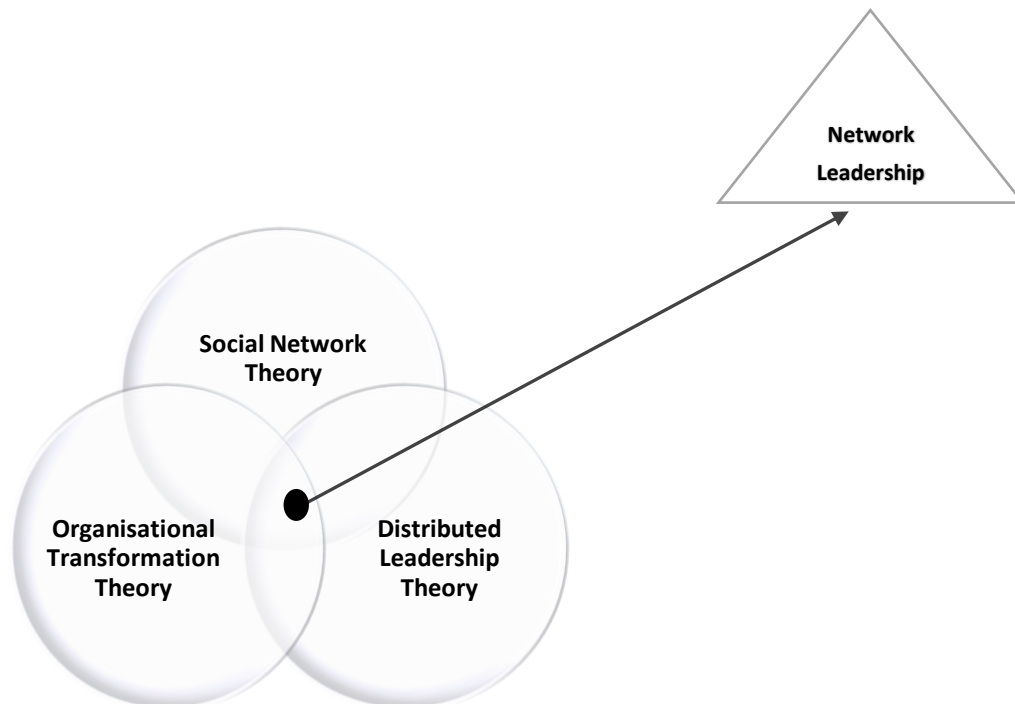 Network
Leadership
Social Network
Theory
Organisational
Transformation
Theory
Distributed
Leadership
Theory